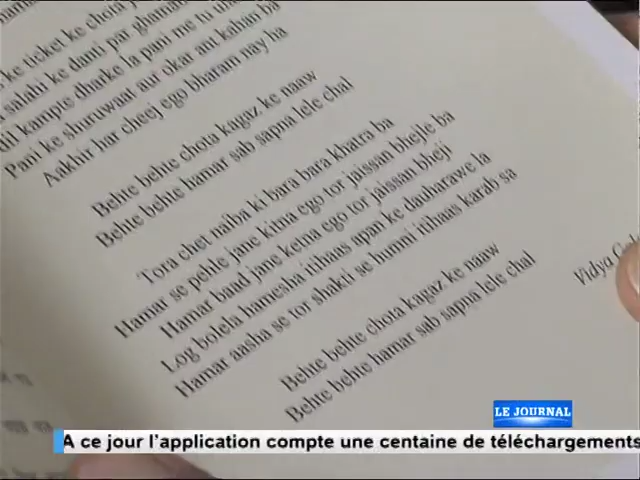 ke ticket ke chota
salahi ke dani par ghamand
dil kampte dharke la pani me tu
Pani ke shuruwaat aur okar ant kahan ba
Aakhir har cheej ego bharam nay ha
Behte behte chota kagaz ke naaw
Behte behte hamar sab sapna lele chal
Tora chet naiba ki bara bara khatra ba
Hamar se pehle jane kitna ego tor jaissan bhejle ba
Hamar baad jane ketna ego tor jaissan bheji
Log bolela hamesha itihaas apan ke dauharawe la
Hamar aasha se tor shakti se humni itihaas karab sa
Behte behte chota kagaz ke naaw
Behte behte hamar sab sapna lele chal
Vidya
LE JOURNAL
A ce jour l'application compte une centaine de téléchargements